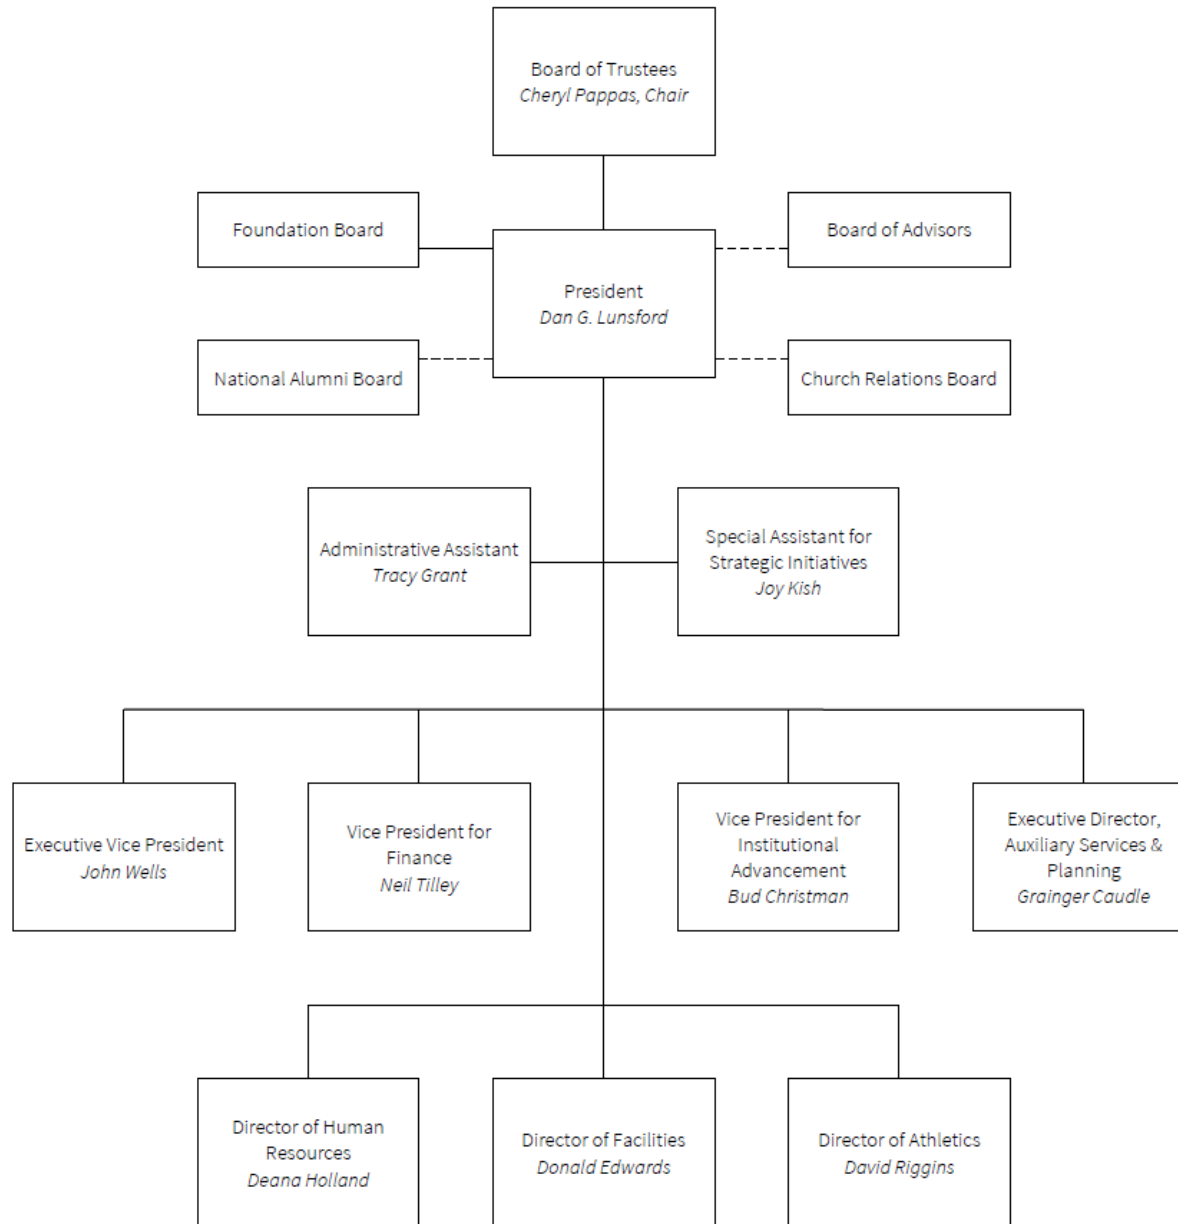 Board of Trustees
Cheryl Pappas, Chair
Foundation Board
Board of Advisors
President
Dan G. Lunsford
National Alumni Board
Church Relations Board
Administrative Assistant
Tracy Grant
Special Assistant for
Strategic Initiatives
Joy Kish
Executive Vice President
John Wells
Vice President for
Finance
Neil Tilley
Vice President for
Institutional
Advancement
Bud Christman
Executive Director,
Auxiliary Services &
Planning
Grainger Caudle
Director of Human
Resources
Deana Holland
Director of Facilities
Donald Edwards
Director of Athletics
David Riggins